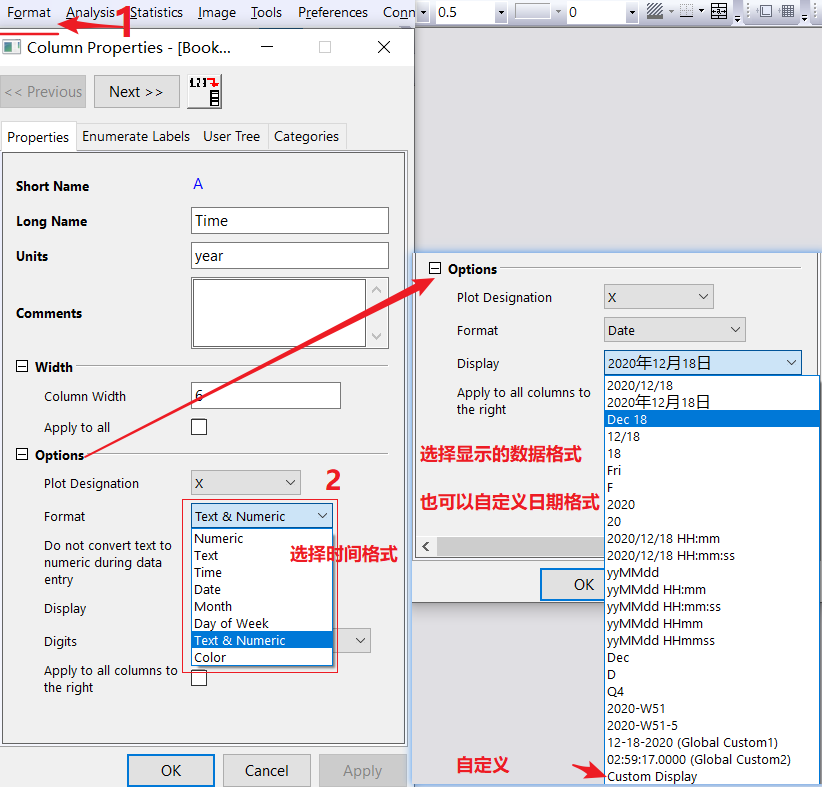 Format Analysis Statistics Image Tools Preferences Conn 0.5 0
1
Column Properties - [Book...
<< Previous Next >>
Properties Enumerate Labels User Tree Categories
Short Name A
Long Name Time
Units year
Comments
Width
Column Width 6
Apply to all
Options
Plot Designation X
2
Format Text & Numeric
Numeric
Text
Time
Date
Month
Day of Week
Text & Numeric
Color
选择时间格式
Do not convert text to
numeric during data
entry
Display
Digits
Apply to all columns to
the right
OK Cancel Apply
Options
Plot Designation X
Format Date
Display 2020年12月18日
Apply to all columns to
the right
选择显示的数据格式
也可以自定义日期格式
OK
2020/12/18
2020年12月18日
Dec 18
12/18
18
Fri
F
2020
20
2020/12/18 HH:mm
2020/12/18 HH:mm:ss
yyMMdd
yyMMdd HH:mm
yyMMdd HH:mm:ss
yyMMdd HHmm
yyMMdd HHmmss
Dec
D
Q4
2020-W51
2020-W51-5
12-18-2020 (Global Custom1)
02:59:17.0000 (Global Custom2)
自定义
Custom Display